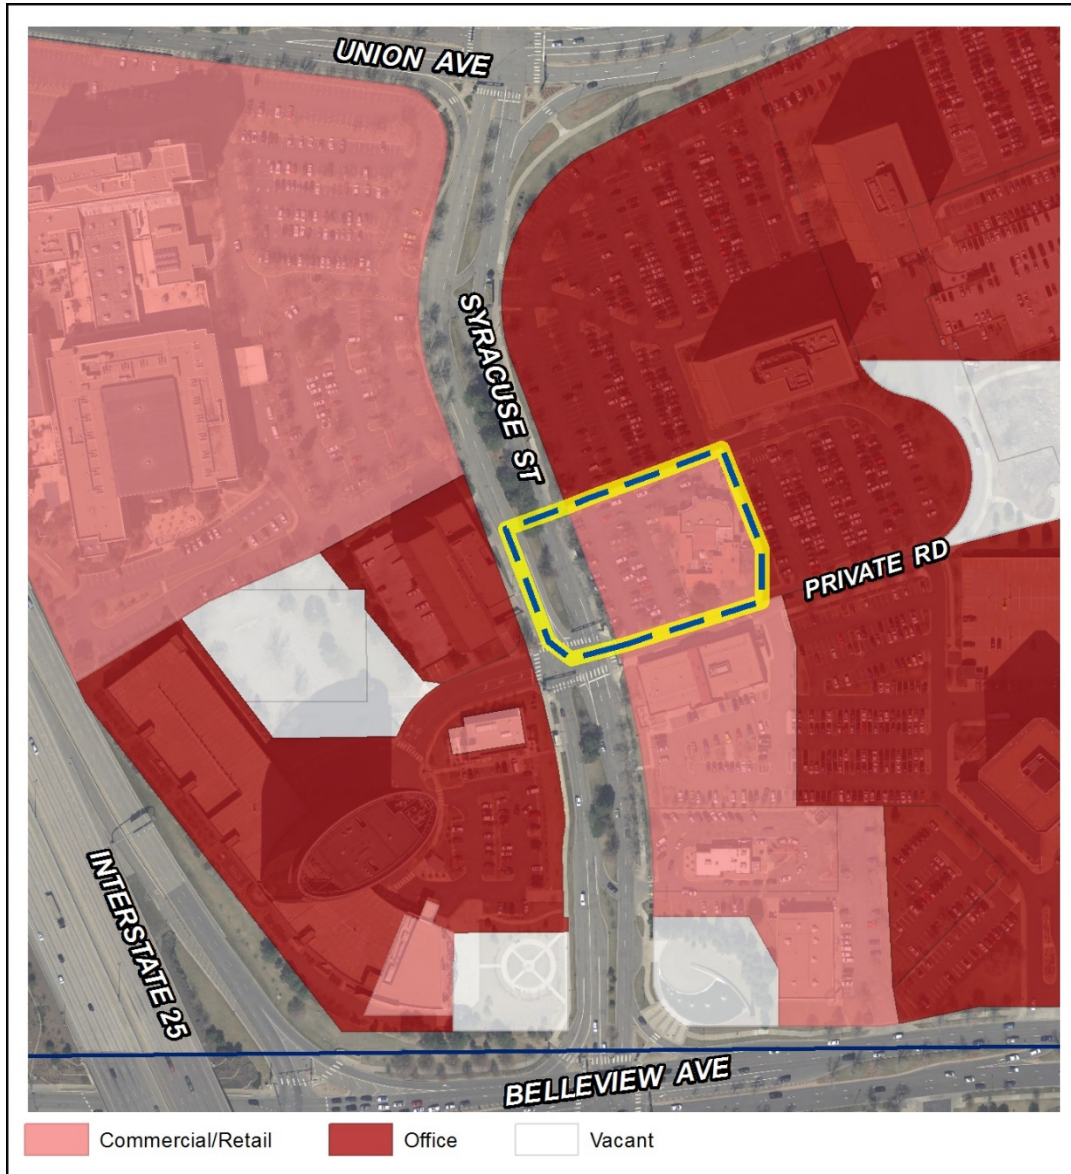 UNION AVE
SYRACUSE ST
PRIVATE RD
INTERSTATE 25
BELLEVIEW AVE
Commercial/Retail
Office
Vacant